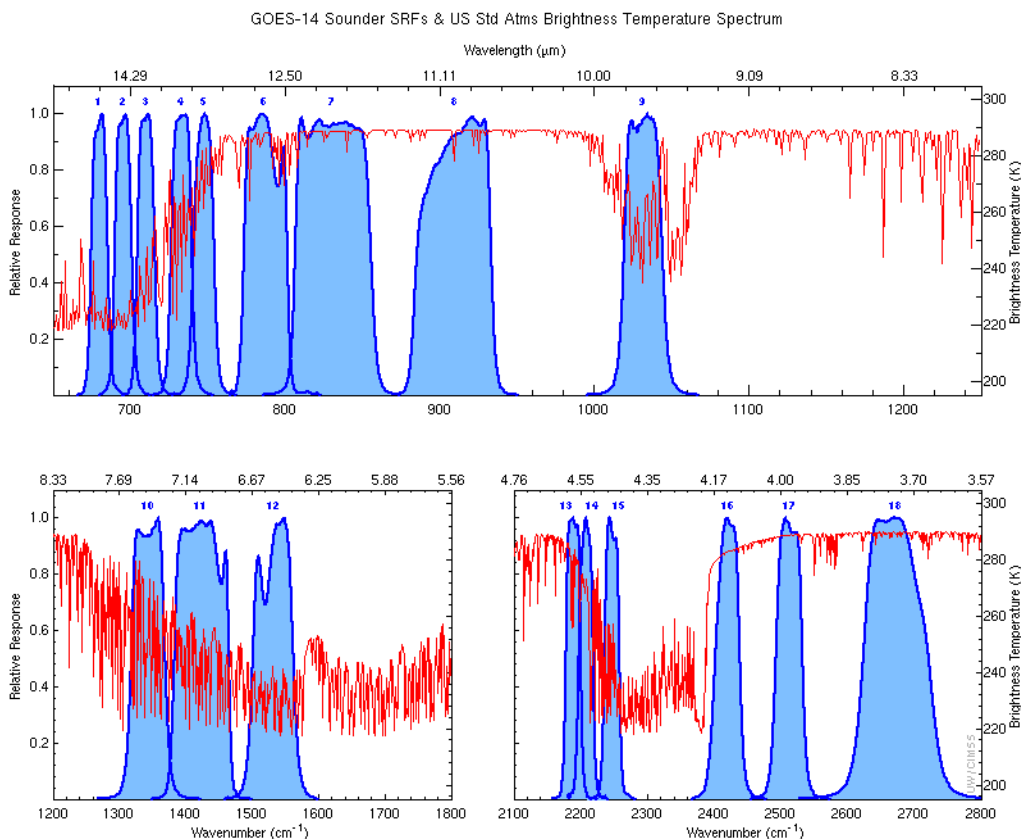 GOES-14 Sounder SRFs & US Std Atms Brightness Temperature Spectrum
Wavelength (μm)
14.29 12.50 11.11 10.00 9.09 8.33
1 2 3 4 5 6 7 8 9
1.0 0.8 0.6 0.4 0.2
Relative Response
300 280 260 240 220 200
Brightness Temperature (K)
700 800 900 1000 1100 1200
8.33 7.69 7.14 6.67 6.25 5.88 5.56
10 11 12
1.0 0.8 0.6 0.4 0.2
Relative Response
1200 1300 1400 1500 1600 1700 1800
Wavenumber (cm⁻¹)
4.76 4.55 4.35 4.17 4.00 3.85 3.70 3.57
13 14 15 16 17 18
300 280 260 240 220 200
Brightness Temperature (K)
UW/CIMSS
2100 2200 2300 2400 2500 2600 2700 2800
Wavenumber (cm⁻¹)